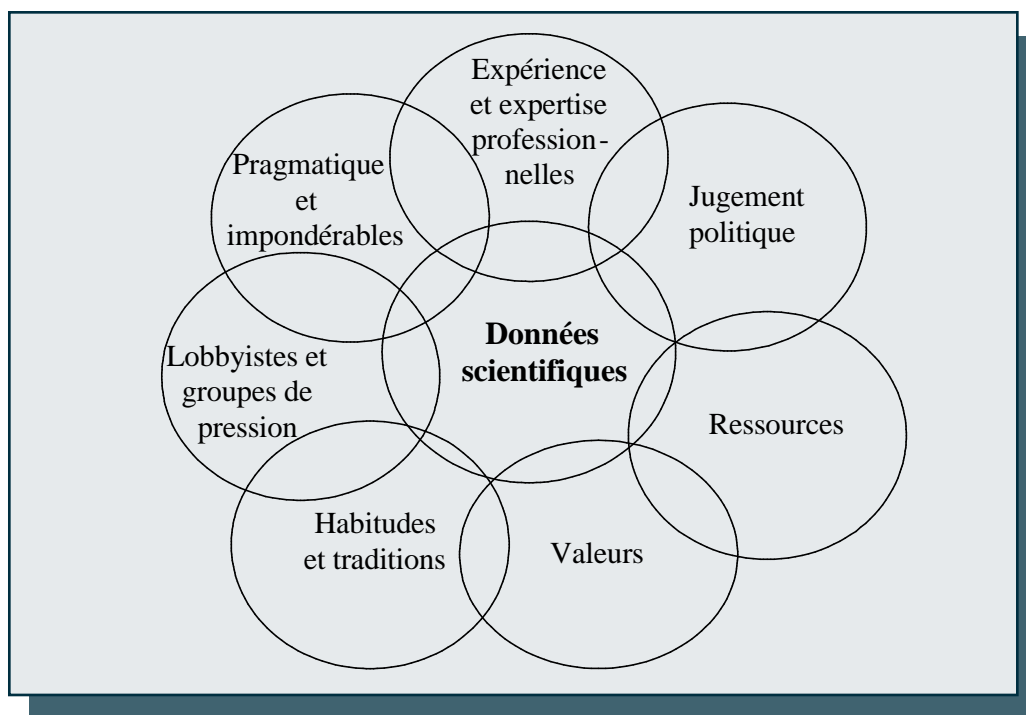 Expérience
et expertise
profession-
nelles
Pragmatique
et
impondérables
Jugement
politique
Données
scientifiques
Lobbyistes et
groupes de
pression
Ressources
Habitudes
et traditions
Valeurs